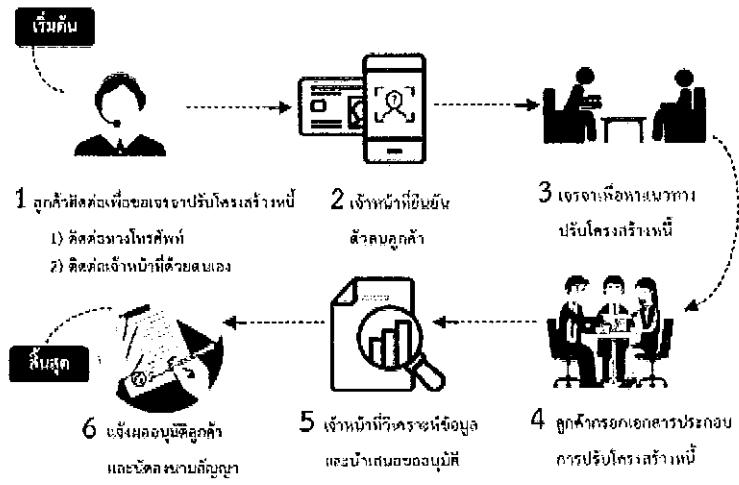 เริ่มต้น
1 ลูกค้าติดต่อเพื่อขอเจรจาปรับโครงสร้างหนี้
1) ติดต่อทางโทรศัพท์
2) ติดต่อเจ้าหน้าที่ด้วยตนเอง
2 เจ้าหน้าที่ยืนยัน
ตัวตนลูกค้า
3 เจรจาเพื่อหาแนวทาง
ปรับโครงสร้างหนี้
4 ลูกค้ากรอกเอกสารประกอบ
การปรับโครงสร้างหนี้
5 เจ้าหน้าที่วิเคราะห์ข้อมูล
และนำเสนอขออนุมัติ
6 แจ้งผลอนุมัติลูกค้า
และนัดลงนามสัญญา
สิ้นสุด